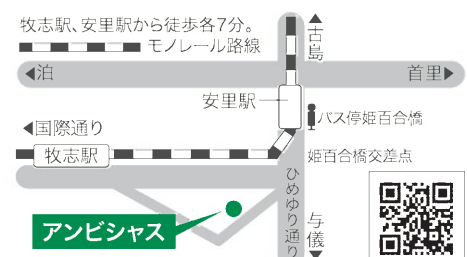 牧志駅、安里駅から徒歩各7分。
モノレール路線
▲古島
◀泊
首里▶
安里駅
バス停姫百合橋
◀国際通り
牧志駅
姫百合橋交差点
ひめゆり通り
与儀▼
アンビシャス